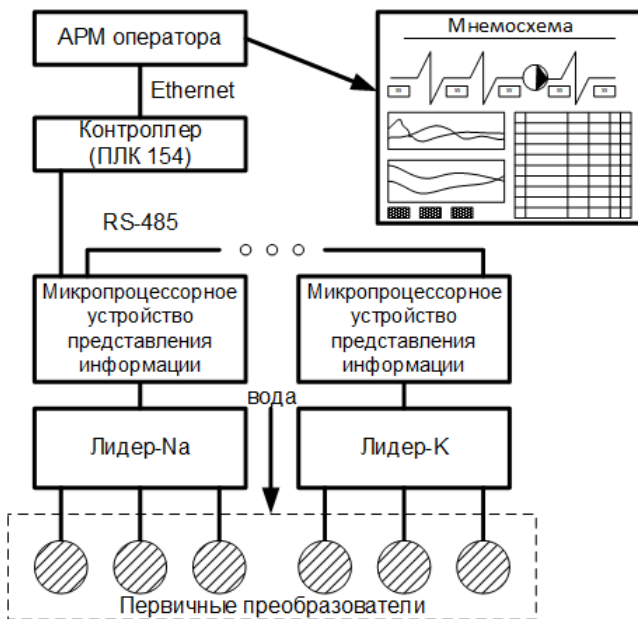 АРМ оператора
Мнемосхема
Ethernet
Контроллер
(ПЛК 154)
RS-485
Микропроцессорное
устройство
представления
информации
Микропроцессорное
устройство
представления
информации
вода
Лидер-Na
Лидер-K
Первичные преобразователи